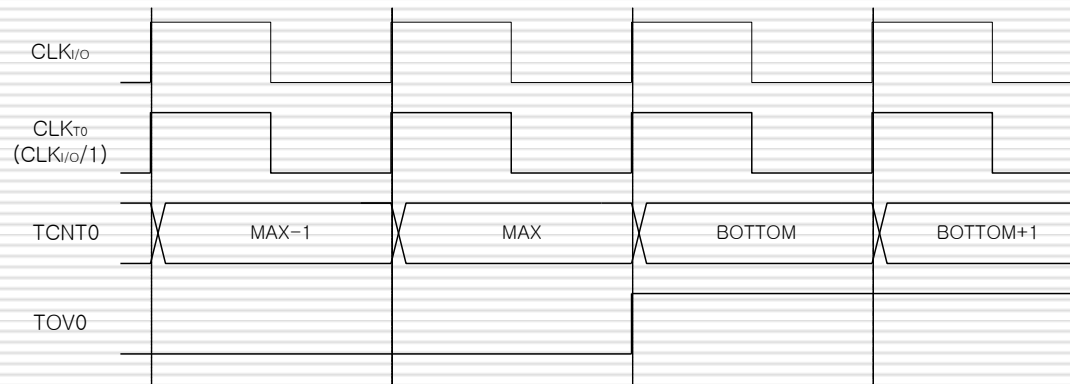 CLKI/O
CLKT0
(CLKI/O/1)
TCNT0 MAX-1 MAX BOTTOM BOTTOM+1
TOV0